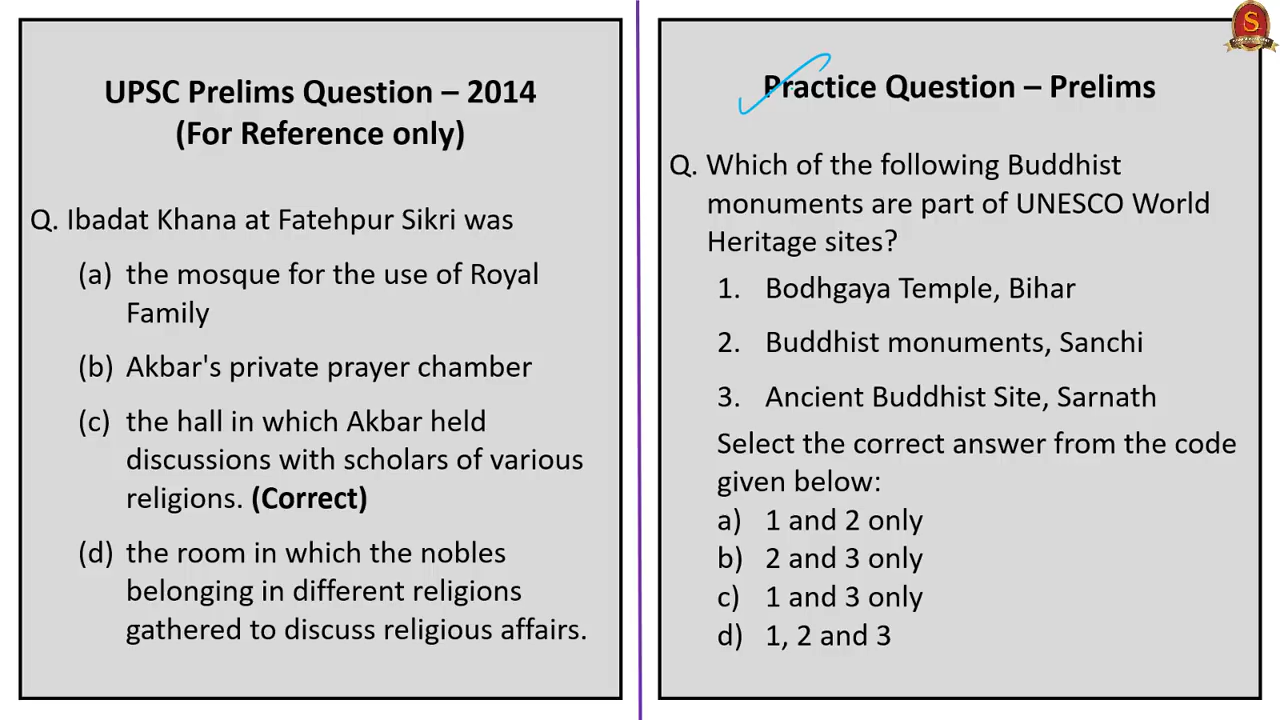 UPSC Prelims Question – 2014
(For Reference only)
Q. Ibadat Khana at Fatehpur Sikri was
(a) the mosque for the use of Royal
Family
(b) Akbar's private prayer chamber
(c) the hall in which Akbar held
discussions with scholars of various
religions. (Correct)
(d) the room in which the nobles
belonging in different religions
gathered to discuss religious affairs.
Practice Question – Prelims
Q. Which of the following Buddhist
monuments are part of UNESCO World
Heritage sites?
1. Bodhgaya Temple, Bihar
2. Buddhist monuments, Sanchi
3. Ancient Buddhist Site, Sarnath
Select the correct answer from the code
given below:
a) 1 and 2 only
b) 2 and 3 only
c) 1 and 3 only
d) 1, 2 and 3
S